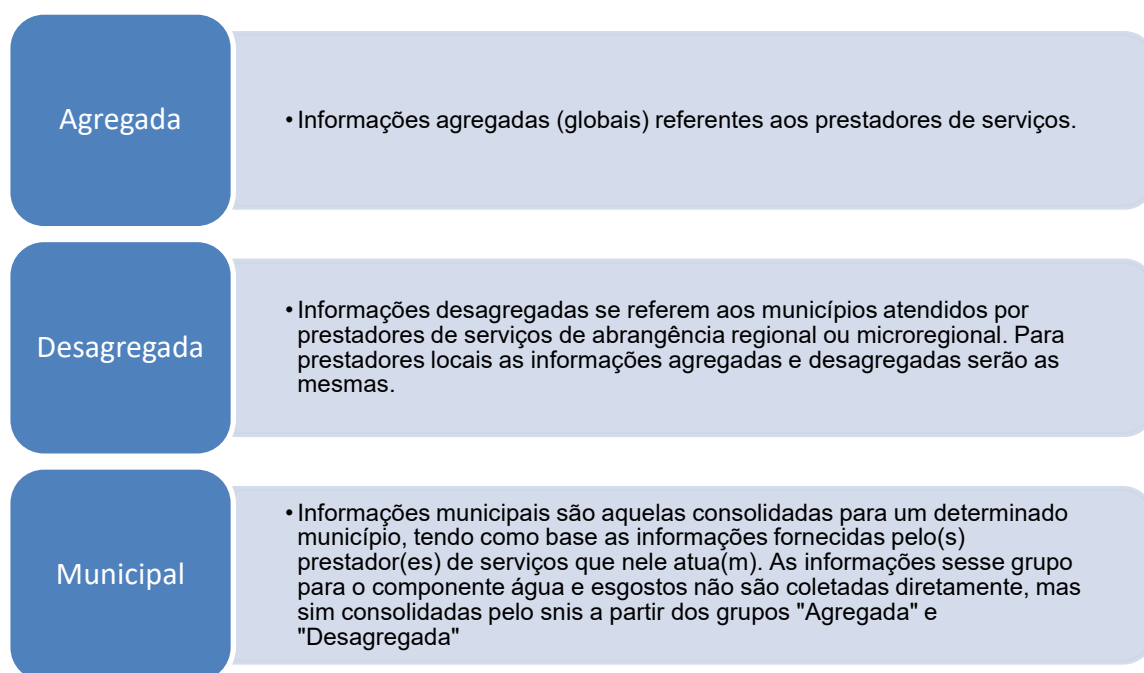 Agregada
• Informações agregadas (globais) referentes aos prestadores de serviços.
Desagregada
• Informações desagregadas se referem aos municípios atendidos por
prestadores de serviços de abrangência regional ou microregional. Para
prestadores locais as informações agregadas e desagregadas serão as
mesmas.
Municipal
• Informações municipais são aquelas consolidadas para um determinado
município, tendo como base as informações fornecidas pelo(s)
prestador(es) de serviços que nele atua(m). As informações sesse grupo
para o componente água e esgostos não são coletadas diretamente, mas
sim consolidadas pelo snis a partir dos grupos "Agregada" e
"Desagregada"